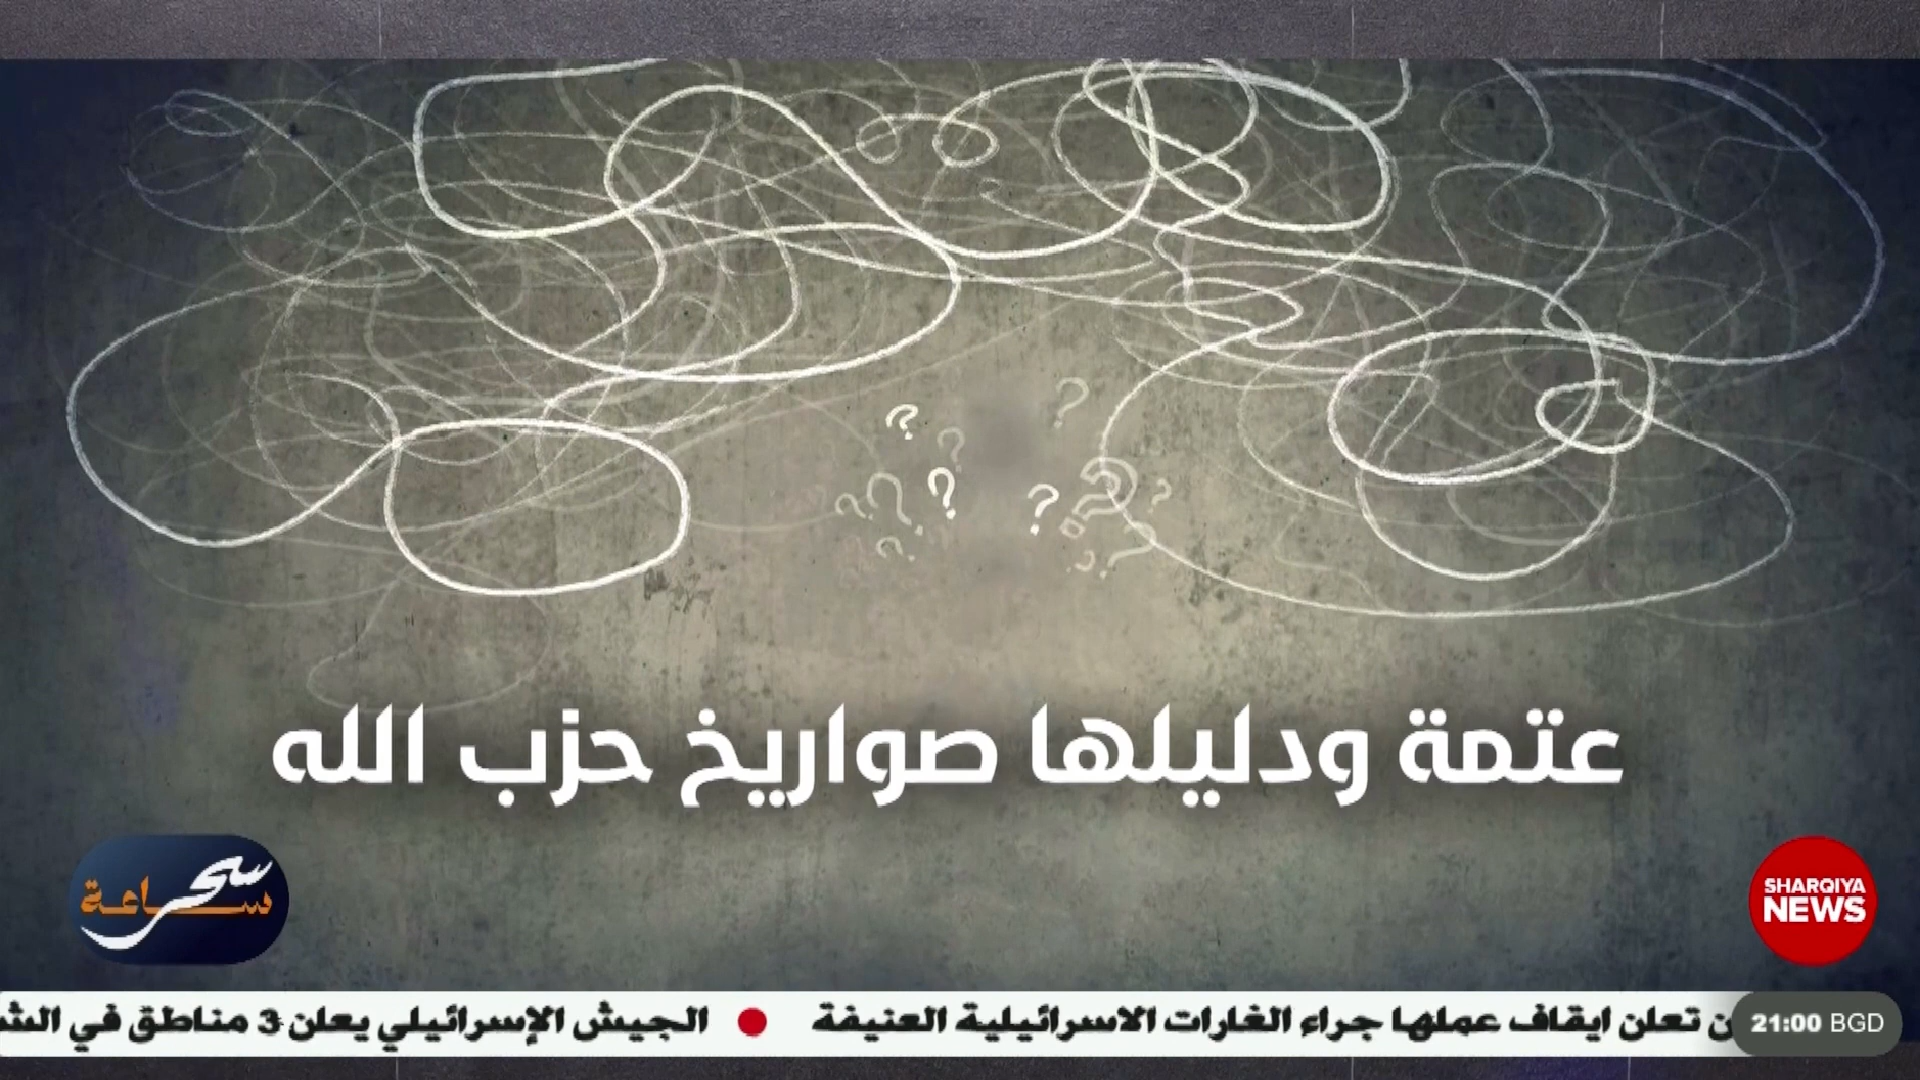 عتمة ودليلها صواريخ حزب الله
ساعة
سحر
SHARQIYA
NEWS
تعلن ايقاف عملها جراء الغارات الاسرائيلية العنيفة
الجيش الإسرائيلي يعلن 3 مناطق في
21:00 BGD